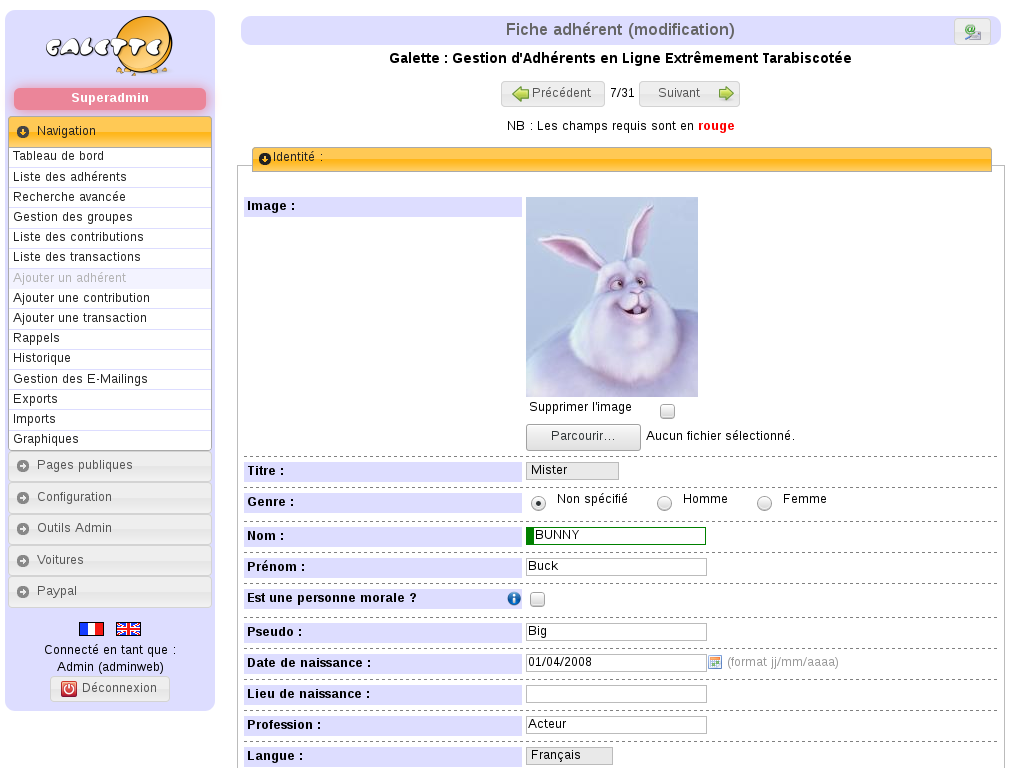 GALETTE
Superadmin
Navigation
Tableau de bord
Liste des adhérents
Recherche avancée
Gestion des groupes
Liste des contributions
Liste des transactions
Ajouter un adhérent
Ajouter une contribution
Ajouter une transaction
Rappels
Historique
Gestion des E-Mailings
Exports
Imports
Graphiques
Pages publiques
Configuration
Outils Admin
Voitures
Paypal
Connecté en tant que :
Admin (adminweb)
Déconnexion
Fiche adhérent (modification)
Galette : Gestion d'Adhérents en Ligne Extrêmement Tarabiscotée
Précédent 7/31 Suivant
NB : Les champs requis sont en rouge
Identité :
Image :
Supprimer l'image
Parcourir... Aucun fichier sélectionné.
Titre : Mister
Genre : Non spécifié Homme Femme
Nom : BUNNY
Prénom : Buck
Est une personne morale ?
Pseudo : Big
Date de naissance : 01/04/2008 (format jj/mm/aaaa)
Lieu de naissance :
Profession : Acteur
Langue : Français